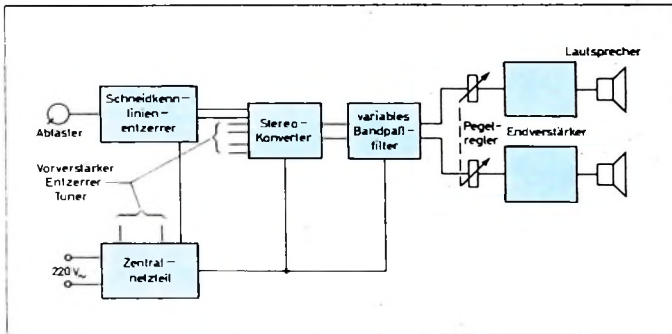 Lautsprecher
Schneidkenn-
linien-
entzerrer
Abtaster
Stereo-
Konverter
variables
Bandpaß-
filter
Pegel-
regler
Endverstärker
Vorverstärker
Entzerrer
Tuner
220 V~
Zentral-
netzteil